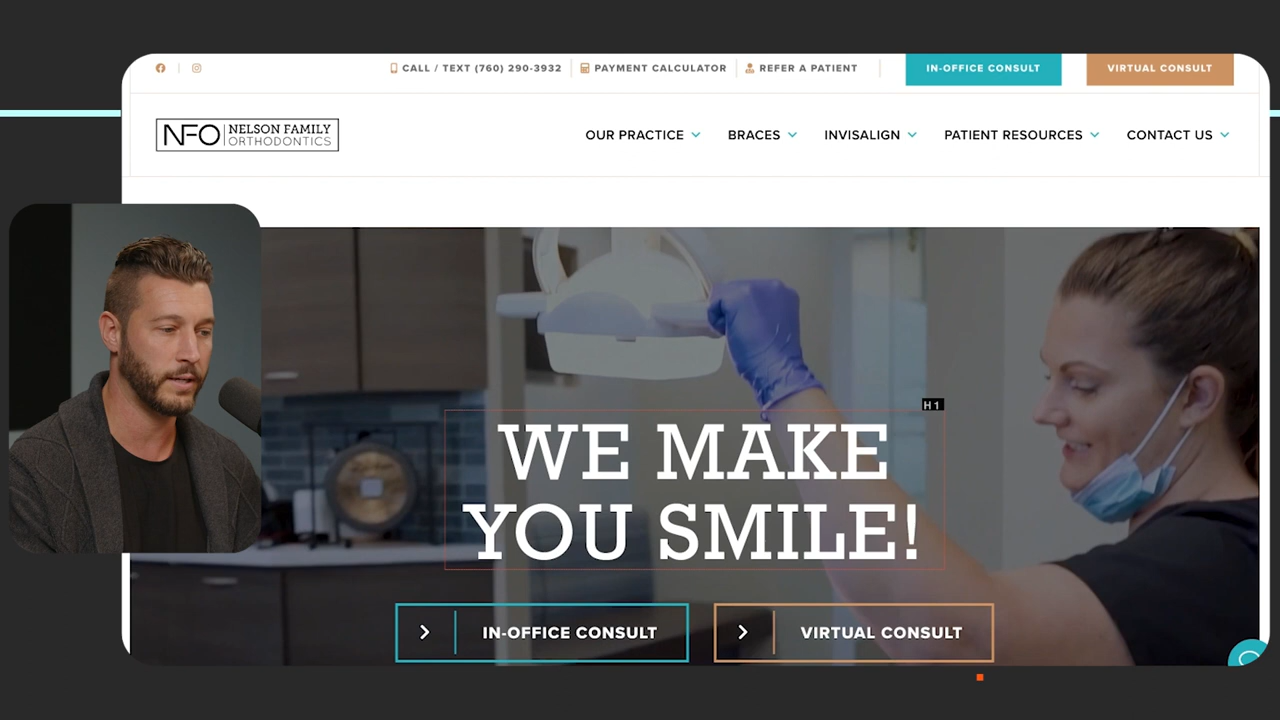 CALL / TEXT (760) 290-3932
PAYMENT CALCULATOR
REFER A PATIENT
IN-OFFICE CONSULT
VIRTUAL CONSULT
NFO
NELSON FAMILY
ORTHODONTICS
OUR PRACTICE
BRACES
INVISALIGN
PATIENT RESOURCES
CONTACT US
H1
WE MAKE
YOU SMILE!
IN-OFFICE CONSULT
VIRTUAL CONSULT